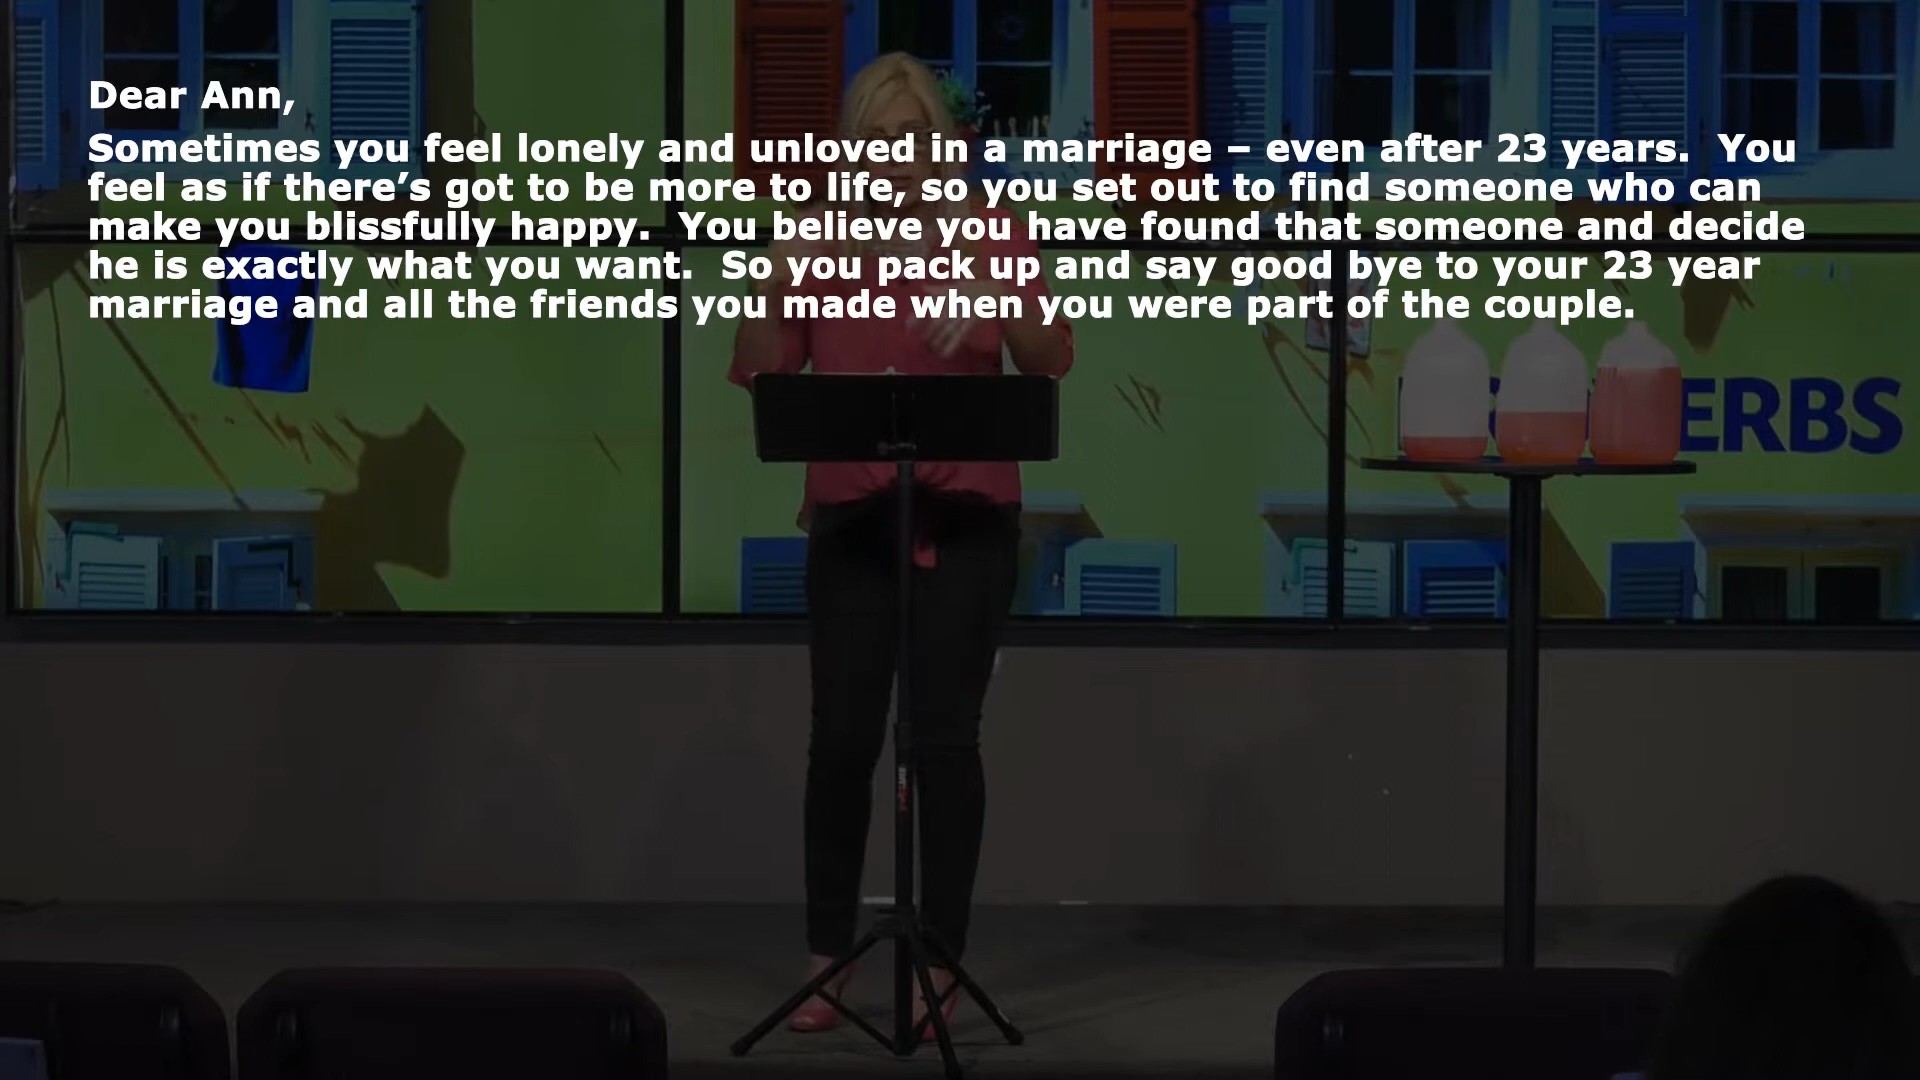 Dear Ann,
Sometimes you feel lonely and unloved in a marriage – even after 23 years.  You
feel as if there’s got to be more to life, so you set out to find someone who can
make you blissfully happy.  You believe you have found that someone and decide
he is exactly what you want.  So you pack up and say good bye to your 23 year
marriage and all the friends you made when you were part of the couple.
ERBS